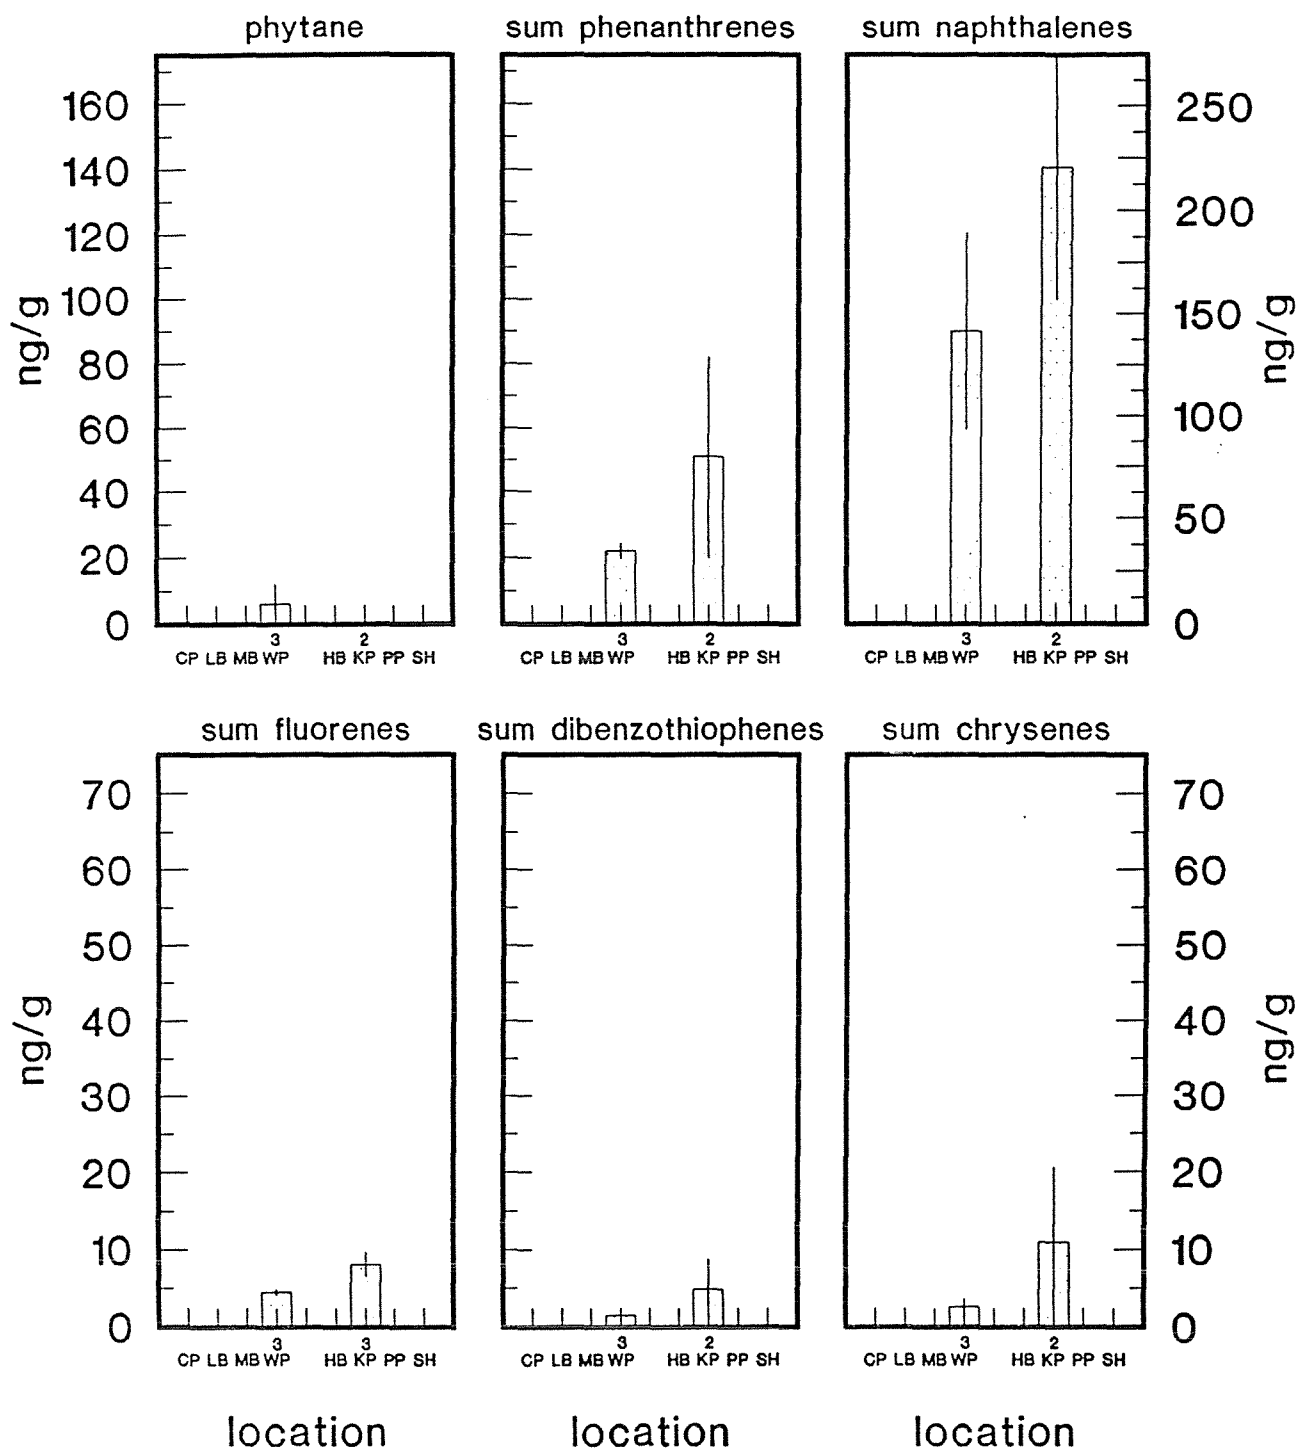 phytane sum phenanthrenes sum naphthalenes
160 250
140
120 200
100
150
80
60 100
40
50
20
0 0
ng/g ng/g
3 2 3 2 3 2
CP LB MB WP HB KP PP SH CP LB MB WP HB KP PP SH CP LB MB WP HB KP PP SH
sum fluorenes sum dibenzothiophenes sum chrysenes
70 70
60 60
50 50
40 40
30 30
20 20
10 10
0 0
ng/g ng/g
3 3 3 2 3 2
CP LB MB WP HB KP PP SH CP LB MB WP HB KP PP SH CP LB MB WP HB KP PP SH
location location location